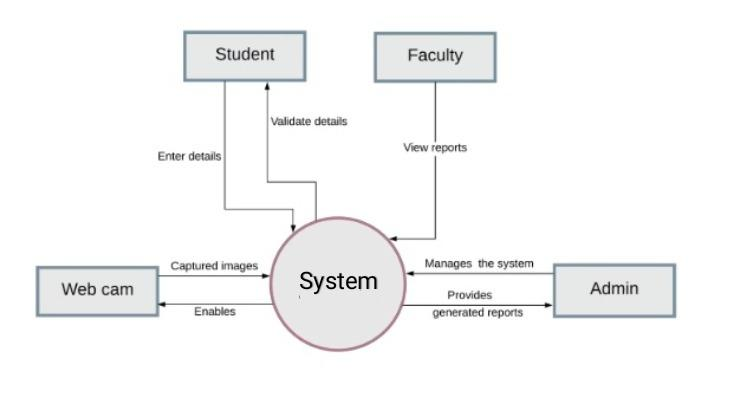 Student
Faculty
Validate details
View reports
Enter details
Captured images
Manages the system
System
Web cam
Admin
Provides
Enables
generated reports